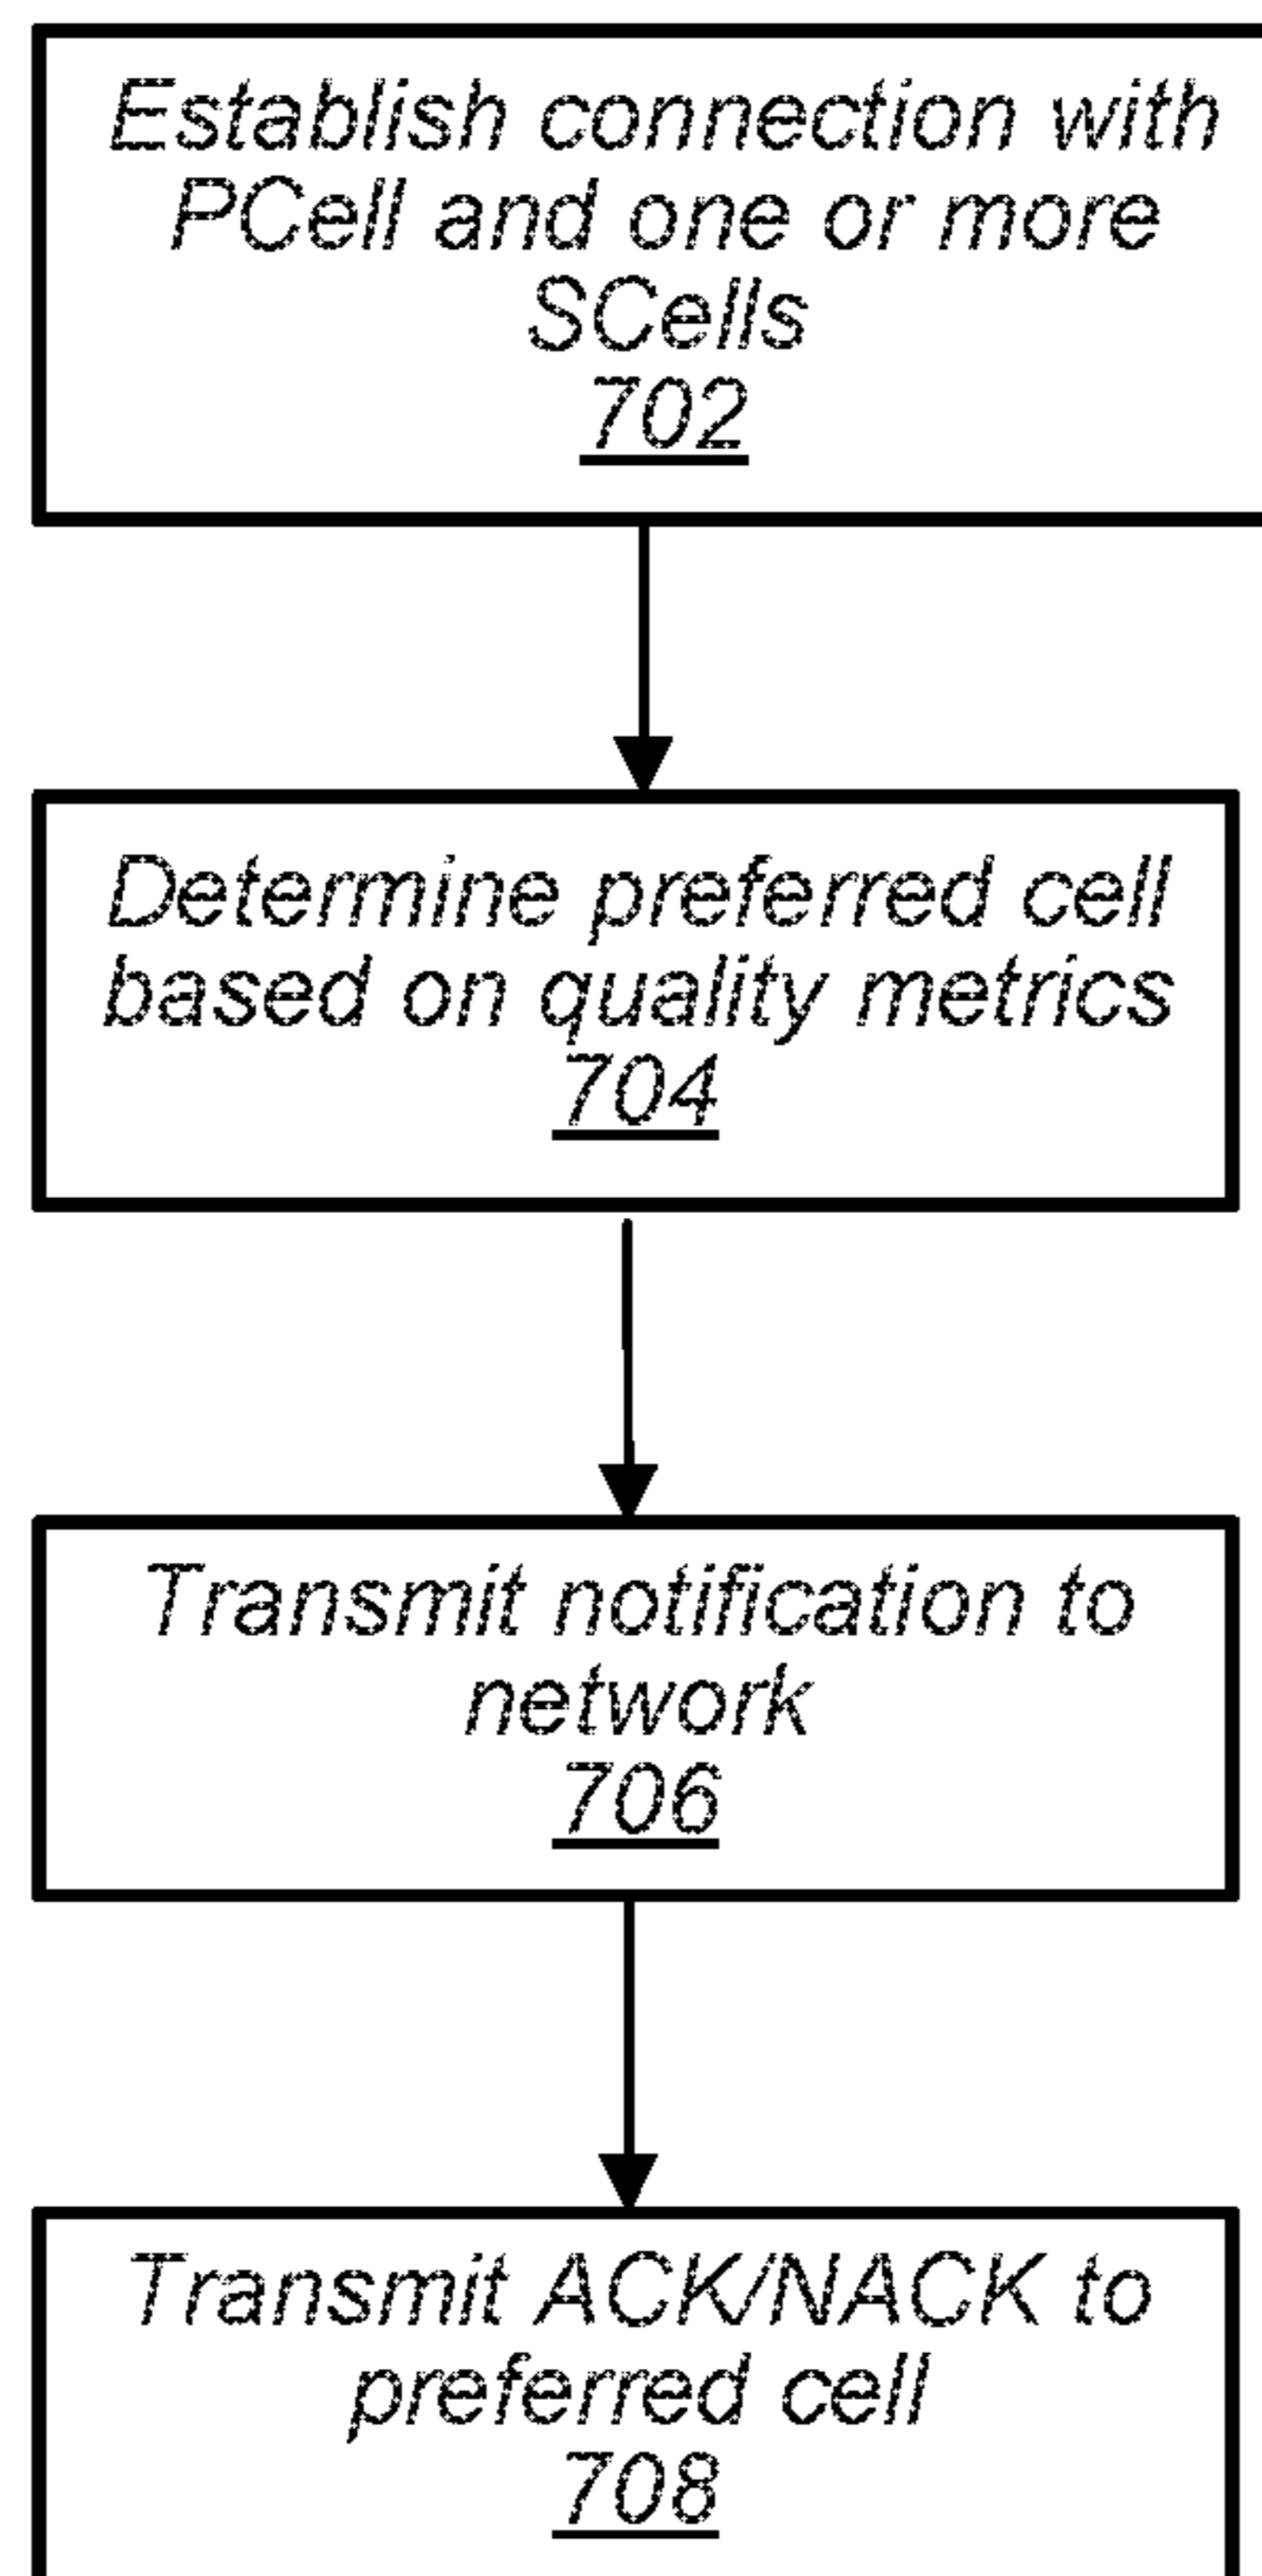 Establish connection with
PCell and one or more
SCells
702
Determine preferred cell
based on quality metrics
704
Transmit notification to
network
706
Transmit ACK/NACK to
preferred cell
708